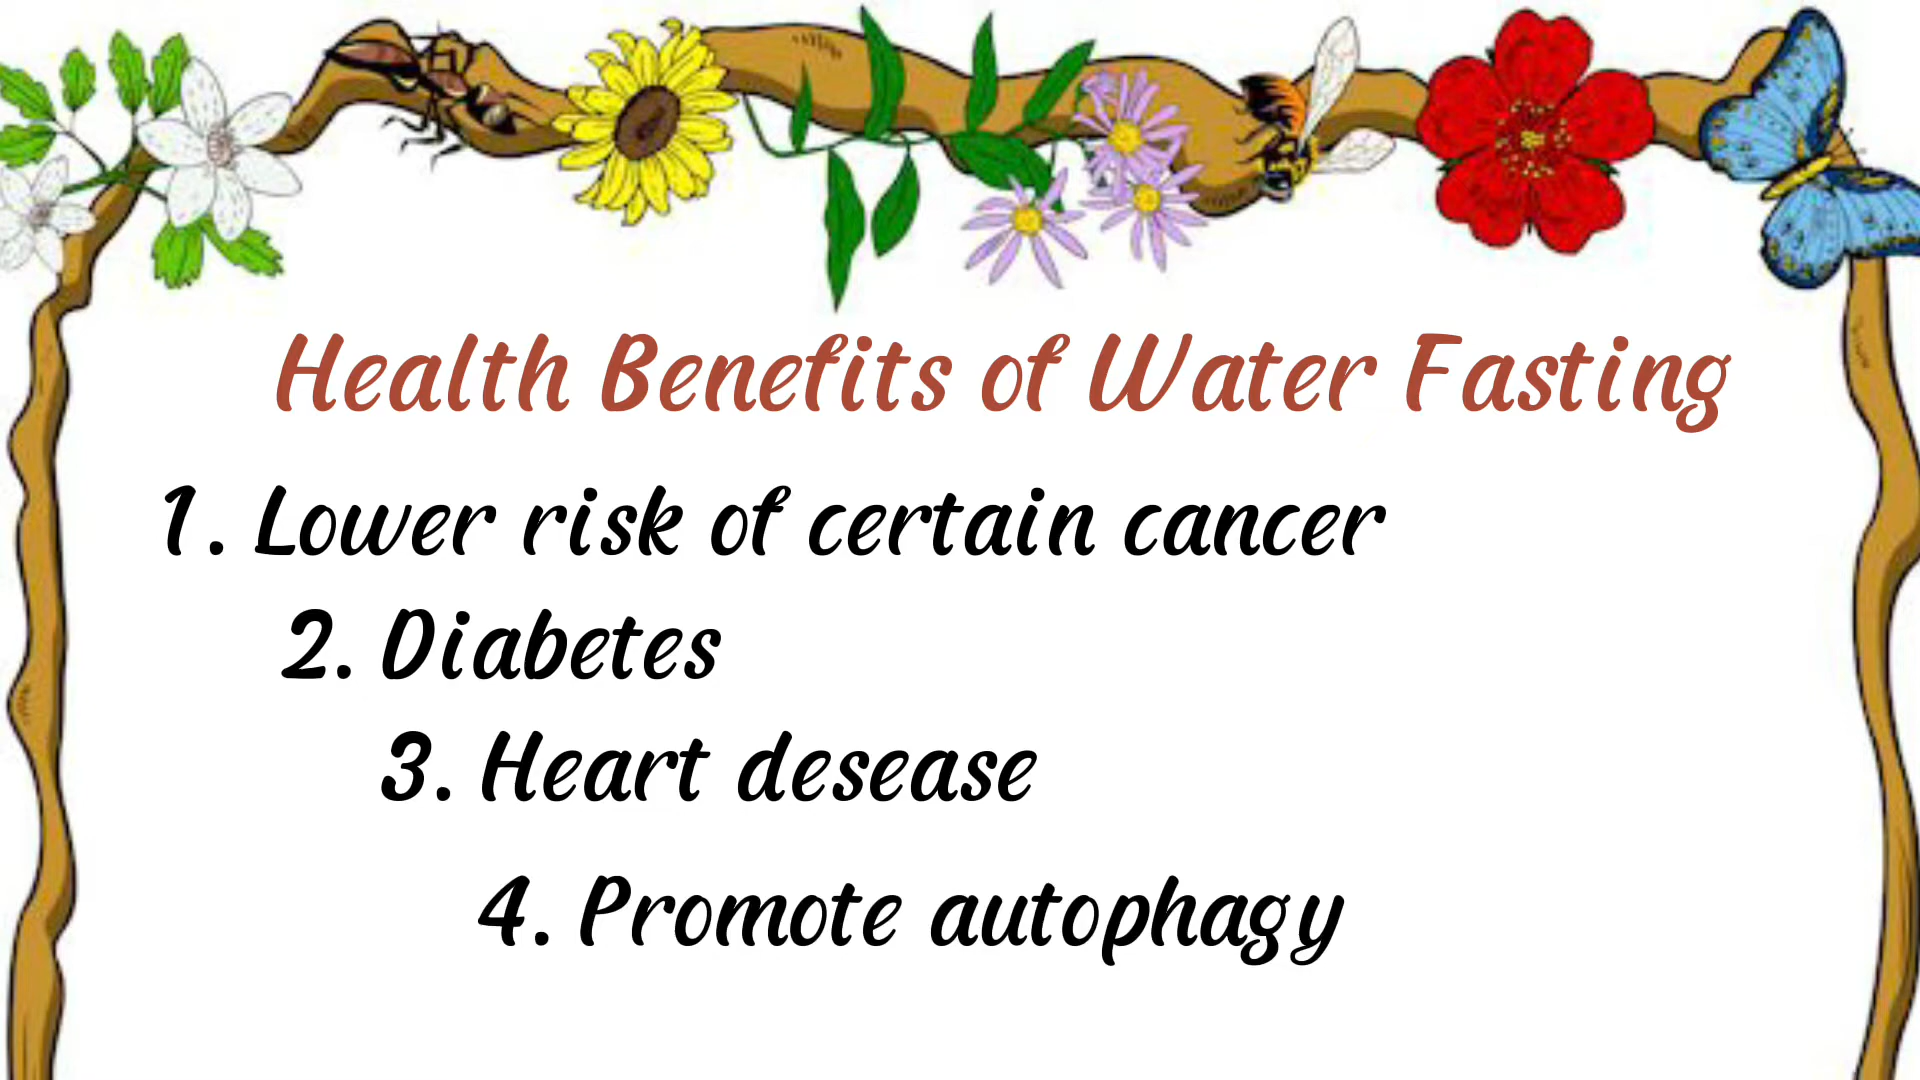 Health Benefits of Water Fasting
1. Lower risk of certain cancer
2. Diabetes
3. Heart desease
4. Promote autophagy